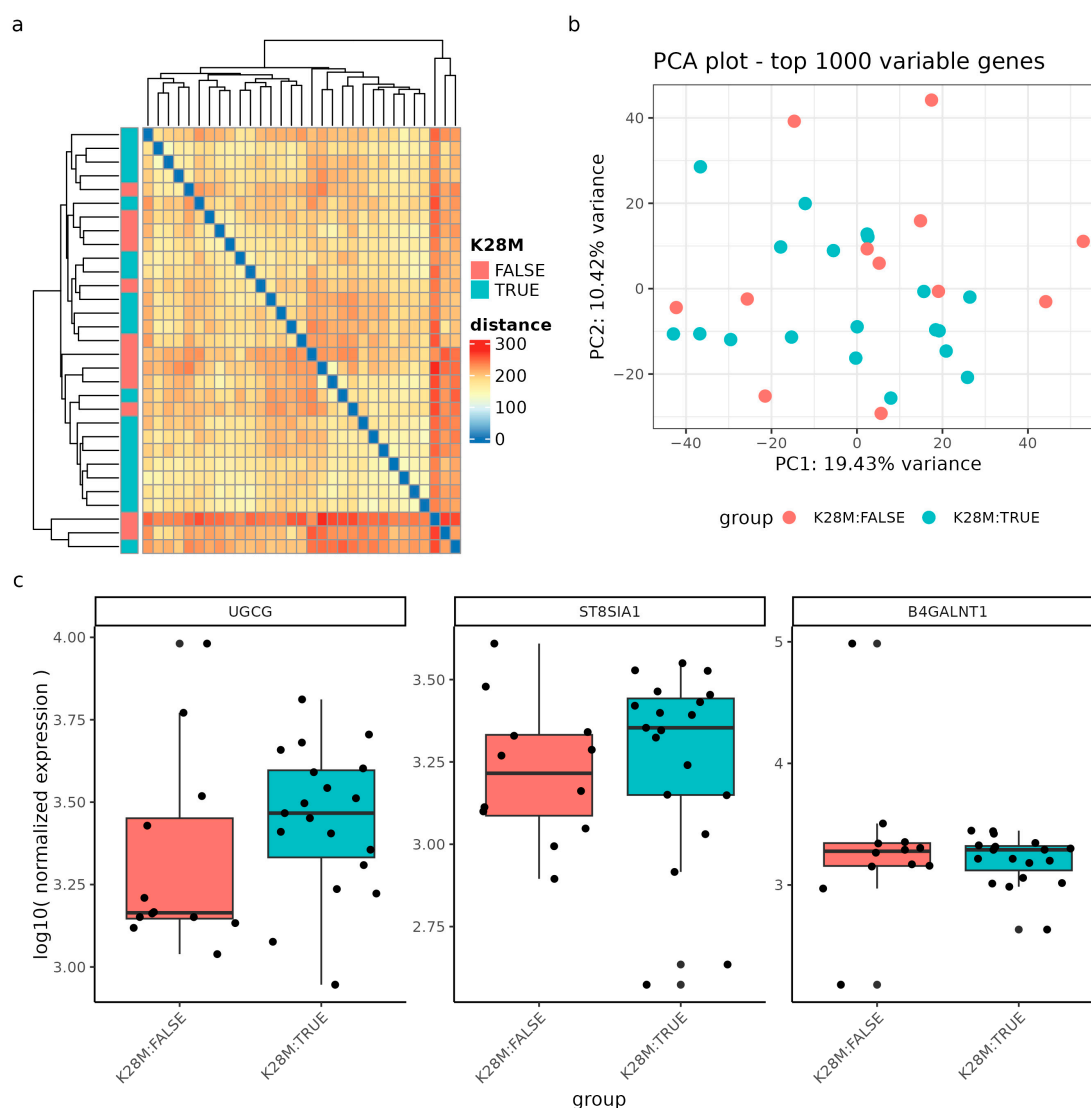 a
K28M
FALSE
TRUE
distance
300
200
100
0
b
PCA plot - top 1000 variable genes
PC2: 10.42% variance
40
20
0
−20
−40
−20
0
20
40
PC1: 19.43% variance
group
K28M:FALSE
K28M:TRUE
c
log10( normalized expression )
UGCG
4.00
3.75
3.50
3.25
3.00
K28M:FALSE
K28M:TRUE
ST8SIA1
3.50
3.25
3.00
2.75
K28M:FALSE
K28M:TRUE
B4GALNT1
5
4
3
K28M:FALSE
K28M:TRUE
group